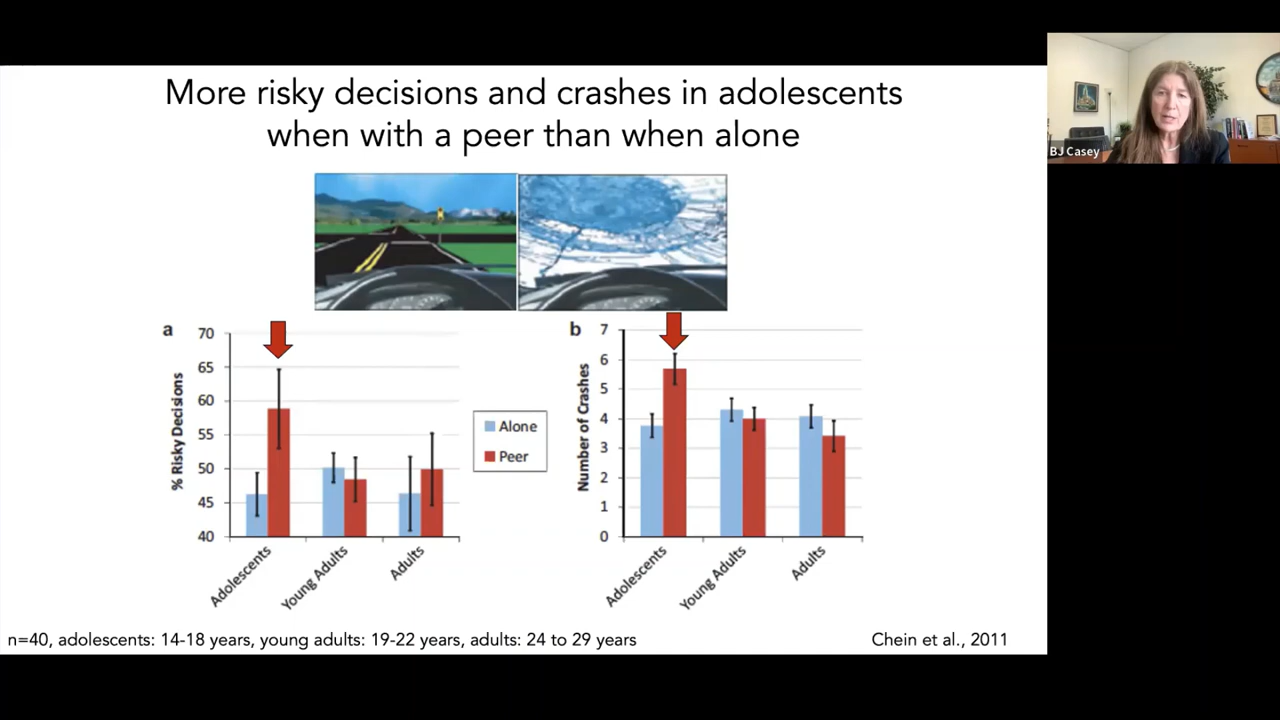 More risky decisions and crashes in adolescents
when with a peer than when alone
BJ Casey
a
70
65
60
55
50
45
40
% Risky Decisions
Adolescents
Young Adults
Adults
Alone
Peer
b
7
6
5
4
3
2
1
0
Number of Crashes
Adolescents
Young Adults
Adults
n=40, adolescents: 14-18 years, young adults: 19-22 years, adults: 24 to 29 years
Chein et al., 2011